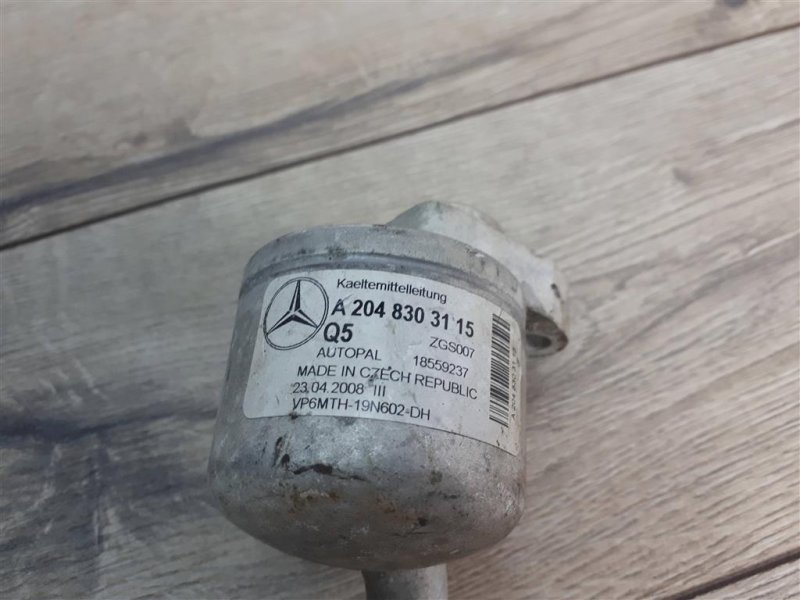 Kaeltemittelleitung
A 204 830 31 15
Q5 ZGS007
AUTOPAL 18559237
MADE IN CZECH REPUBLIC
23.04.2008 III
VP6MTH-19N602-DH